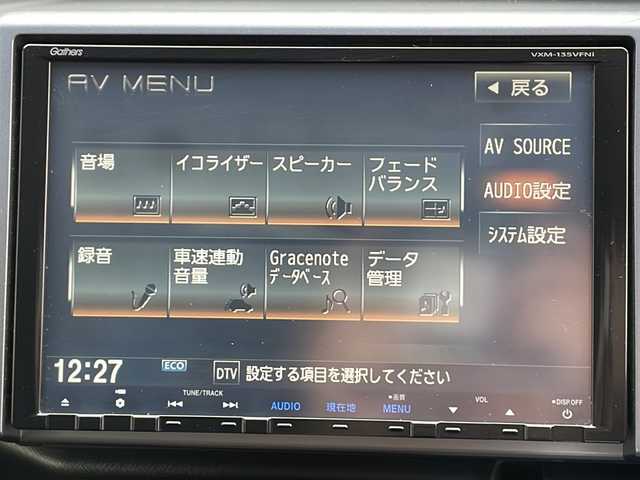 Gathers
VXM-135VFNi
AV MENU
◀ 戻る
AV SOURCE
AUDIO設定
システム設定
音場
イコライザー
スピーカー
フェード
バランス
録音
車速連動
音量
Gracenote
データベース
データ
管理
12:27
ECO
DTV
設定する項目を選択してください
TUNE/TRACK
AUDIO
現在地
画質
MENU
VOL
DISP.OFF